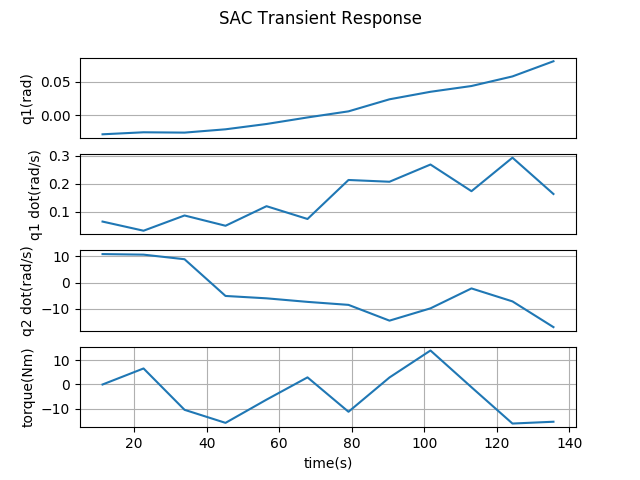 SAC Transient Response
q1(rad)
0.05
0.00
q1 dot(rad/s)
0.3
0.2
0.1
q2 dot(rad/s)
10
0
−10
torque(Nm)
10
0
−10
20 40 60 80 100 120 140
time(s)